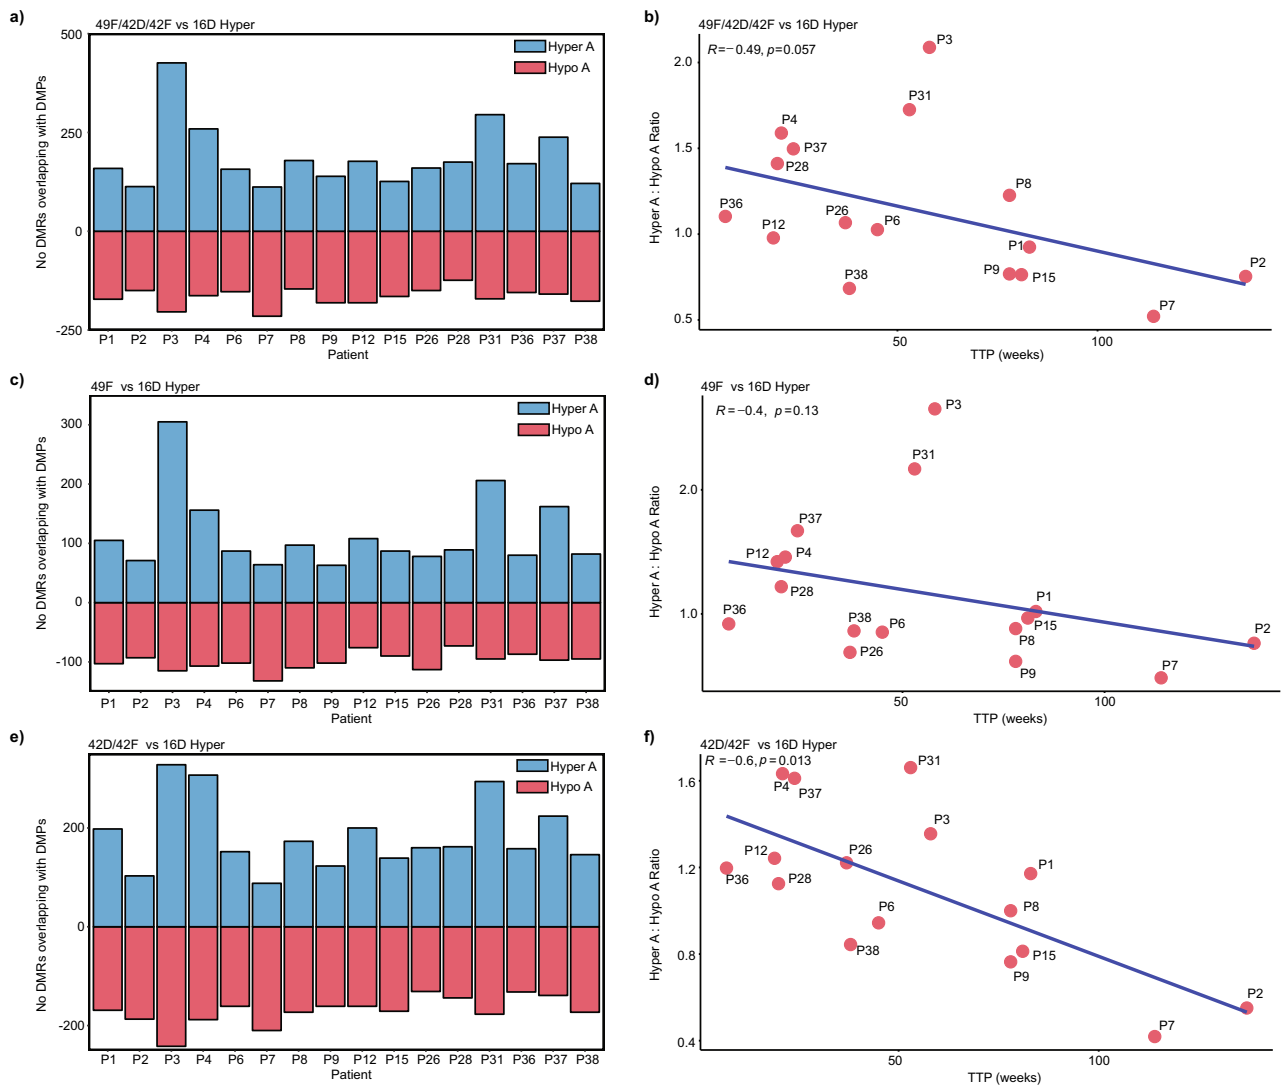 a)
49F/42D/42F vs 16D Hyper
500
250
0
-250
No DMRs overlapping with DMPs
Hyper A
Hypo A
P1 P2 P3 P4 P6 P7 P8 P9 P12 P15 P26 P28 P31 P36 P37 P38
Patient
b)
49F/42D/42F vs 16D Hyper
R=−0.49, p=0.057
2.0
1.5
1.0
0.5
Hyper A : Hypo A Ratio
P3
P31
P4
P37
P28
P8
P36
P26
P6
P12
P1
P9
P15
P2
P38
P7
50
100
TTP (weeks)
c)
49F vs 16D Hyper
300
200
100
0
-100
No DMRs overlapping with DMPs
Hyper A
Hypo A
P1 P2 P3 P4 P6 P7 P8 P9 P12 P15 P26 P28 P31 P36 P37 P38
Patient
d)
49F vs 16D Hyper
R=−0.4, p=0.13
2.0
1.0
Hyper A : Hypo A Ratio
P3
P31
P37
P12
P4
P28
P1
P36
P38
P6
P15
P8
P2
P26
P9
P7
50
100
TTP (weeks)
e)
42D/42F vs 16D Hyper
200
0
-200
No DMRs overlapping with DMPs
Hyper A
Hypo A
P1 P2 P3 P4 P6 P7 P8 P9 P12 P15 P26 P28 P31 P36 P37 P38
Patient
f)
42D/42F vs 16D Hyper
R=−0.6, p=0.013
1.6
1.2
0.8
0.4
Hyper A : Hypo A Ratio
P31
P4
P37
P3
P12
P26
P1
P36
P28
P6
P8
P38
P15
P9
P2
P7
50
100
TTP (weeks)